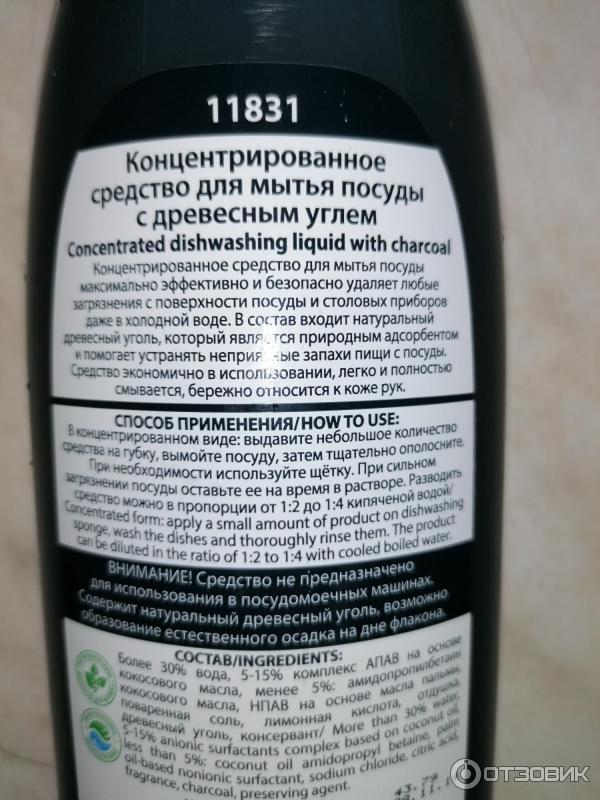 11831
Концентрированное
средство для мытья посуды
с древесным углем
Concentrated dishwashing liquid with charcoal
Концентрированное средство для мытья посуды
максимально эффективно и безопасно удаляет любые
загрязнения с поверхности посуды и столовых приборов
даже в холодной воде. В состав входит натуральный
древесный уголь, который является природным адсорбентом
и помогает устранять неприятные запахи пищи с посуды.
Средство экономично в использовании, легко и полностью
смывается, бережно относится к коже рук.
СПОСОБ ПРИМЕНЕНИЯ/HOW TO USE:
В концентрированном виде: выдавите небольшое количество
средства на губку, вымойте посуду, затем тщательно ополосните.
При необходимости используйте щётку. При сильном
загрязнении посуды оставьте ее на время в растворе. Разводить
средство можно в пропорции от 1:2 до 1:4 кипяченой водой/
Concentrated form: apply a small amount of product on dishwashing
sponge, wash the dishes and thoroughly rinse them. The product
can be diluted in the ratio of 1:2 to 1:4 with cooled boiled water.
ВНИМАНИЕ! Средство не предназначено
для использования в посудомоечных машинах.
Содержит натуральный древесный уголь, возможно
образование естественного осадка на дне флакона.
СОСТАВ/INGREDIENTS:
Более 30% вода, 5-15% комплекс АПАВ на основе
кокосового масла, менее 5%: амидопропилбетаин
кокосового масла, НПАВ на основе масла пальмы,
поваренная соль, лимонная кислота, отдушка,
древесный уголь, консервант/ More than 30% water,
5-15% anionic surfactants complex based on coconut oil,
less than 5%: coconut oil amidopropyl betaine, palm
oil-based nonionic surfactant, sodium chloride, citric acid,
fragrance, charcoal, preserving agent.
43.79
ОТЗОВИК